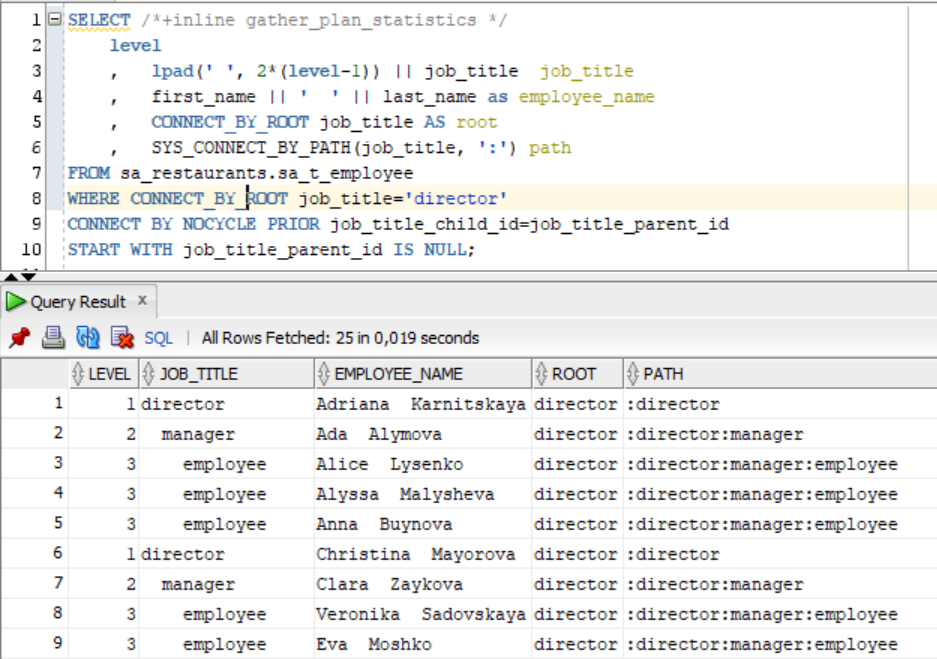 1 SELECT /*+inline gather_plan_statistics */
2 level
3 , lpad(' ', 2*(level-1)) || job_title job_title
4 , first_name || ' ' || last_name as employee_name
5 , CONNECT_BY_ROOT job_title AS root
6 , SYS_CONNECT_BY_PATH(job_title, ':') path
7 FROM sa_restaurants.sa_t_employee
8 WHERE CONNECT_BY_ROOT job_title='director'
9 CONNECT BY NOCYCLE PRIOR job_title_child_id=job_title_parent_id
10 START WITH job_title_parent_id IS NULL;
Query Result x
SQL | All Rows Fetched: 25 in 0,019 seconds
LEVEL JOB_TITLE EMPLOYEE_NAME ROOT PATH
1 1 director Adriana Karnitskaya director :director
2 2 manager Ada Alymova director :director:manager
3 3 employee Alice Lysenko director :director:manager:employee
4 3 employee Alyssa Malysheva director :director:manager:employee
5 3 employee Anna Buynova director :director:manager:employee
6 1 director Christina Mayorova director :director
7 2 manager Clara Zaykova director :director:manager
8 3 employee Veronika Sadovskaya director :director:manager:employee
9 3 employee Eva Moshko director :director:manager:employee